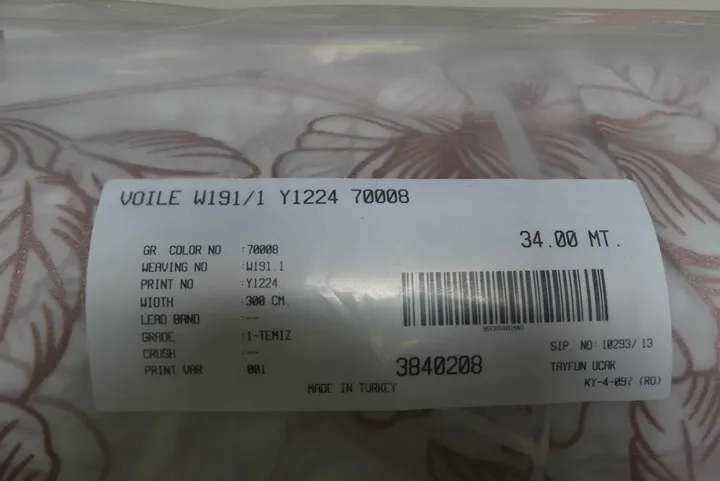 VOILE W191/1 Y1224 70008
34.00 MT.
GR. COLOR NO :70008
WEAVING NO :W191.1
PRINT NO :Y1224
WIDTH :300 CM.
LEAD BAND :--
GRADE :1-TEMIZ
CRUSH :--
PRINT VAR :001
3840208
SIP. NO: 10293/ 13
TAYFUN UCAK
KY-4-097 (RD)
MADE IN TURKEY